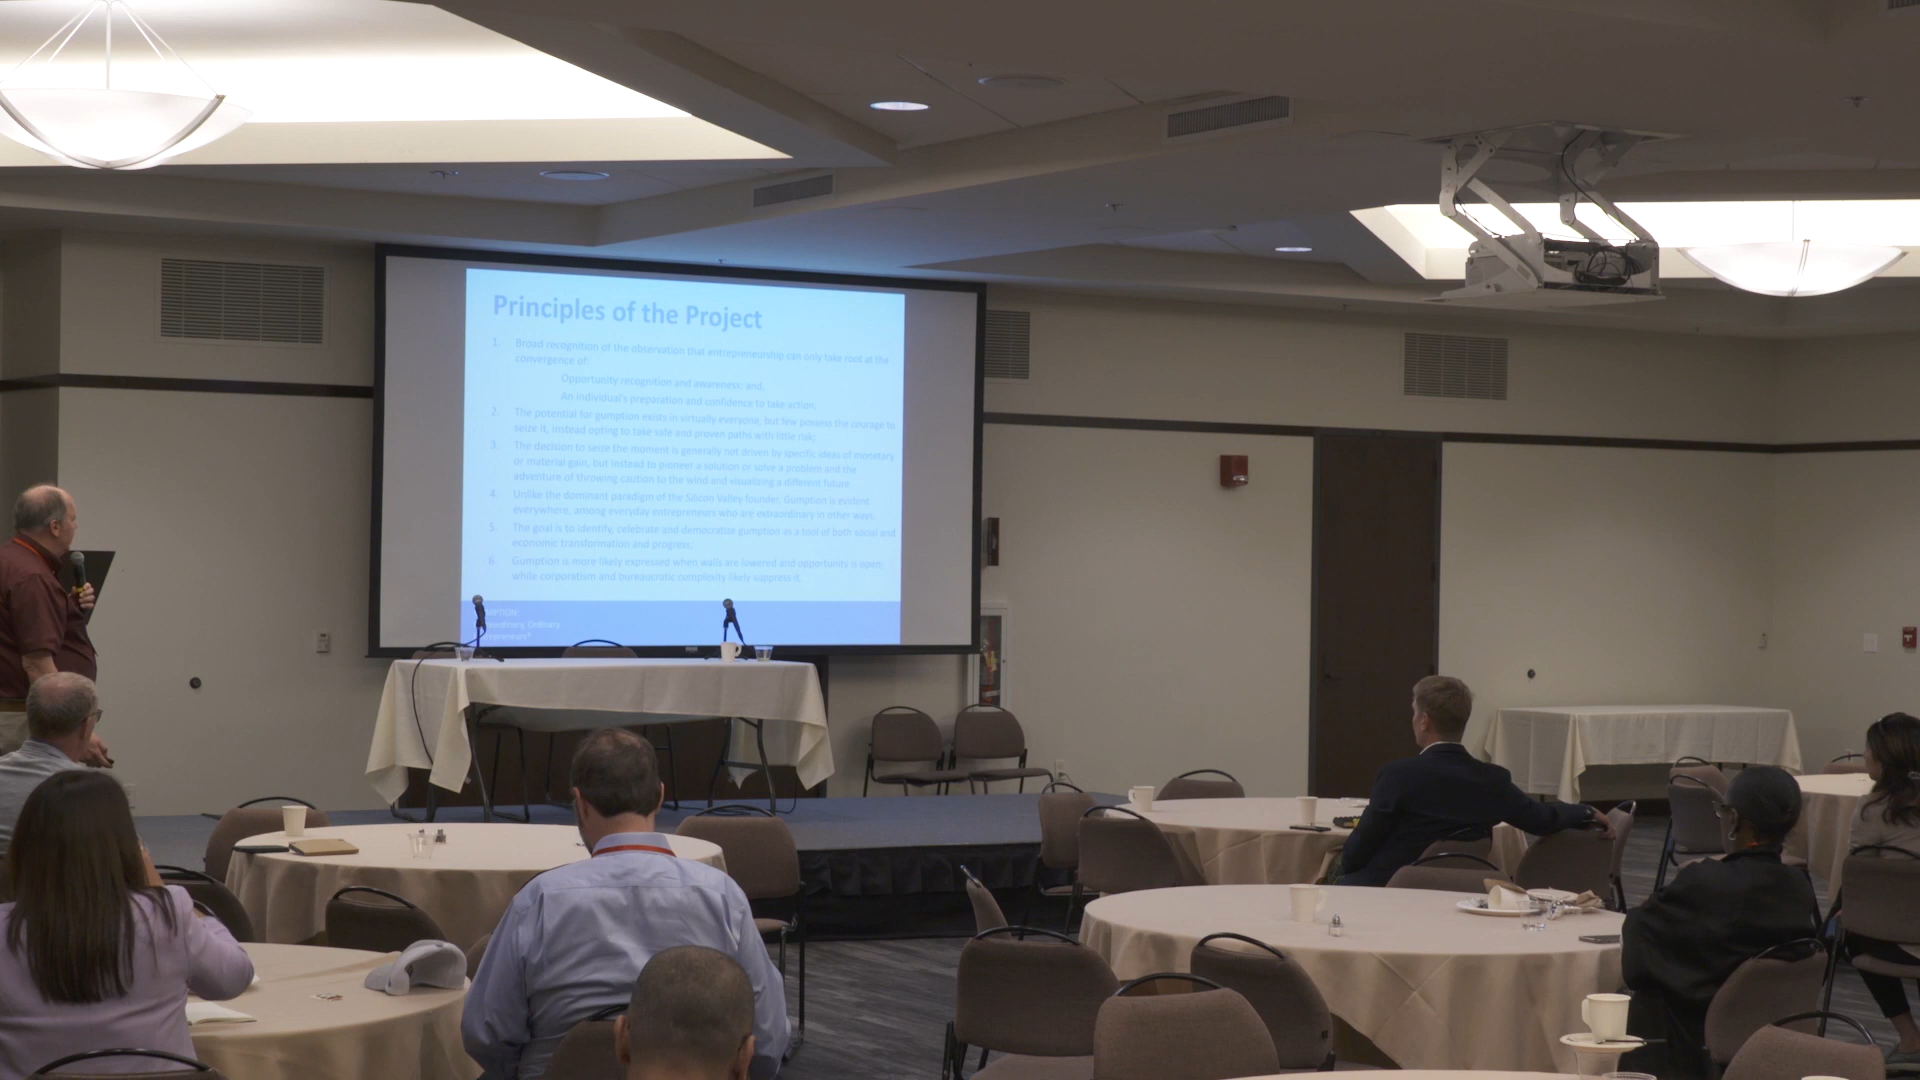 Principles of the Project
1. Broad recognition of the observation that entrepreneurship can only take root at the
convergence of:
Opportunity recognition and awareness; and,
An individual's preparation and confidence to take action.
2. The potential for gumption exists in virtually everyone, but few possess the courage to
seize it, instead opting to take safe and proven paths with little risk;
3. The decision to seize the moment is generally not driven by specific ideas of monetary
or material gain, but instead to pioneer a solution or solve a problem and the
adventure of throwing caution to the wind and visualizing a different future
4. Unlike the dominant paradigm of the Silicon Valley founder, Gumption is evident
everywhere, among everyday entrepreneurs who are extraordinary in other ways.
5. The goal is to identify, celebrate and democratize gumption as a tool of both social and
economic transformation and progress;
6. Gumption is more likely expressed when walls are lowered and opportunity is open;
while corporatism and bureaucratic complexity likely suppress it.
Ordinary